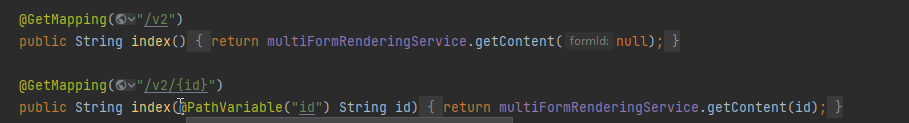 @GetMapping("/v2")
public String index() { return multiFormRenderingService.getContent( formId: null); }
@GetMapping("/v2/{id}")
public String index(@PathVariable("id") String id) { return multiFormRenderingService.getContent(id); }